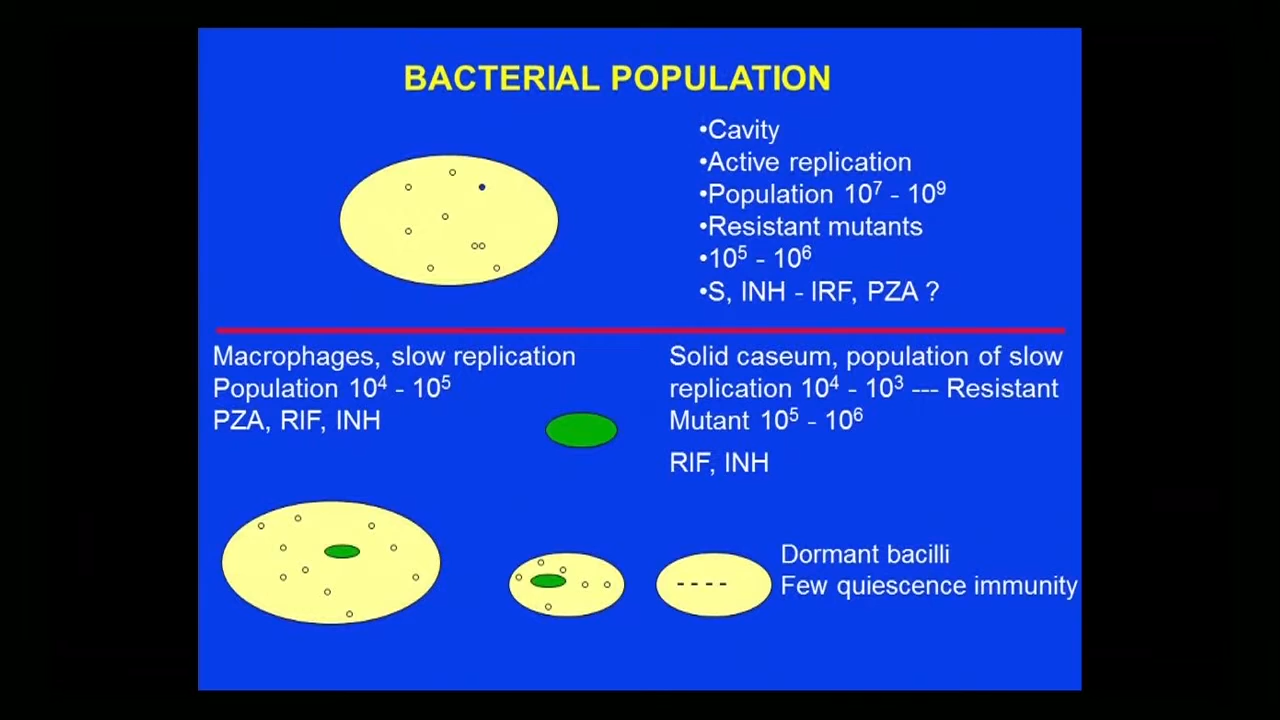 BACTERIAL POPULATION
•Cavity
•Active replication
•Population 10⁷ - 10⁹
•Resistant mutants
•10⁵ - 10⁶
•S, INH - IRF, PZA ?
Macrophages, slow replication
Population 10⁴ - 10⁵
PZA, RIF, INH
Solid caseum, population of slow
replication 10⁴ - 10³ --- Resistant
Mutant 10⁵ - 10⁶
RIF, INH
Dormant bacilli
Few quiescence immunity